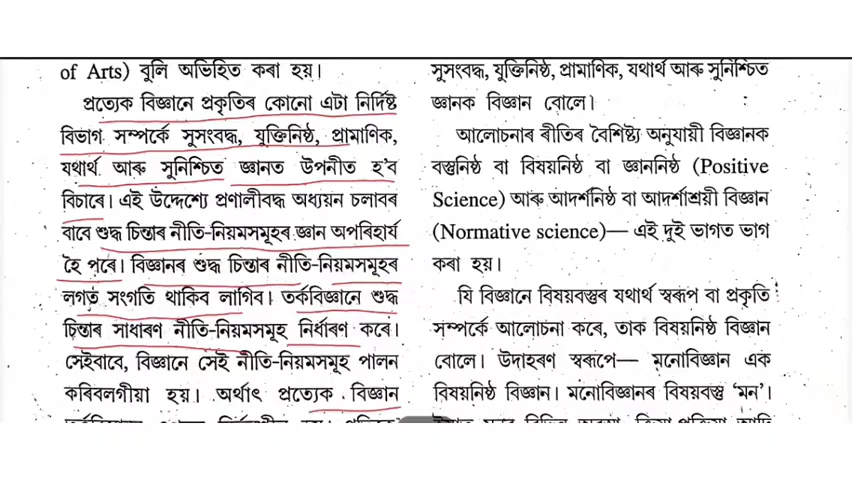 of Arts) বুলি অভিহিত কৰা হয়।
প্ৰত্যেক বিজ্ঞানে প্ৰকৃতিৰ কোনো এটা নিৰ্দিষ্ট
বিভাগ সম্পৰ্কে সুসংবদ্ধ, যুক্তিনিষ্ঠ, প্ৰামাণিক,
যথাৰ্থ আৰু সুনিশ্চিত জ্ঞানত উপনীত হ'ব
বিচাৰে। এই উদ্দেশ্যে প্ৰণালীবদ্ধ অধ্যয়ন চলাবৰ
বাবে শুদ্ধ চিন্তাৰ নীতি-নিয়মসমূহৰ জ্ঞান অপৰিহাৰ্য
হৈ পৰে। বিজ্ঞানৰ শুদ্ধ চিন্তাৰ নীতি-নিয়মসমূহৰ
লগত সংগতি থাকিব লাগিব। তৰ্কবিজ্ঞানে শুদ্ধ
চিন্তাৰ সাধাৰণ নীতি-নিয়মসমূহ নিৰ্ধাৰণ কৰে।
সেইবাবে, বিজ্ঞানে সেই নীতি-নিয়মসমূহ পালন
কৰিবলগীয়া হয়। অৰ্থাৎ প্ৰত্যেক বিজ্ঞান
সুসংবদ্ধ, যুক্তিনিষ্ঠ, প্ৰামাণিক, যথাৰ্থ আৰু সুনিশ্চিত
জ্ঞানক বিজ্ঞান বোলে।
আলোচনাৰ ৰীতিৰ বৈশিষ্ট্য অনুযায়ী বিজ্ঞানক
বস্তুনিষ্ঠ বা বিষয়নিষ্ঠ বা জ্ঞাননিষ্ঠ (Positive
Science) আৰু আদৰ্শনিষ্ঠ বা আদৰ্শাশ্ৰয়ী বিজ্ঞান
(Normative science)— এই দুই ভাগত ভাগ
কৰা হয়।
যি বিজ্ঞানে বিষয়বস্তুৰ যথাৰ্থ স্বৰূপ বা প্ৰকৃতি
সম্পৰ্কে আলোচনা কৰে, তাক বিষয়নিষ্ঠ বিজ্ঞান
বোলে। উদাহৰণ স্বৰূপে— মনোবিজ্ঞান এক
বিষয়নিষ্ঠ বিজ্ঞান। মনোবিজ্ঞানৰ বিষয়বস্তু 'মন'।